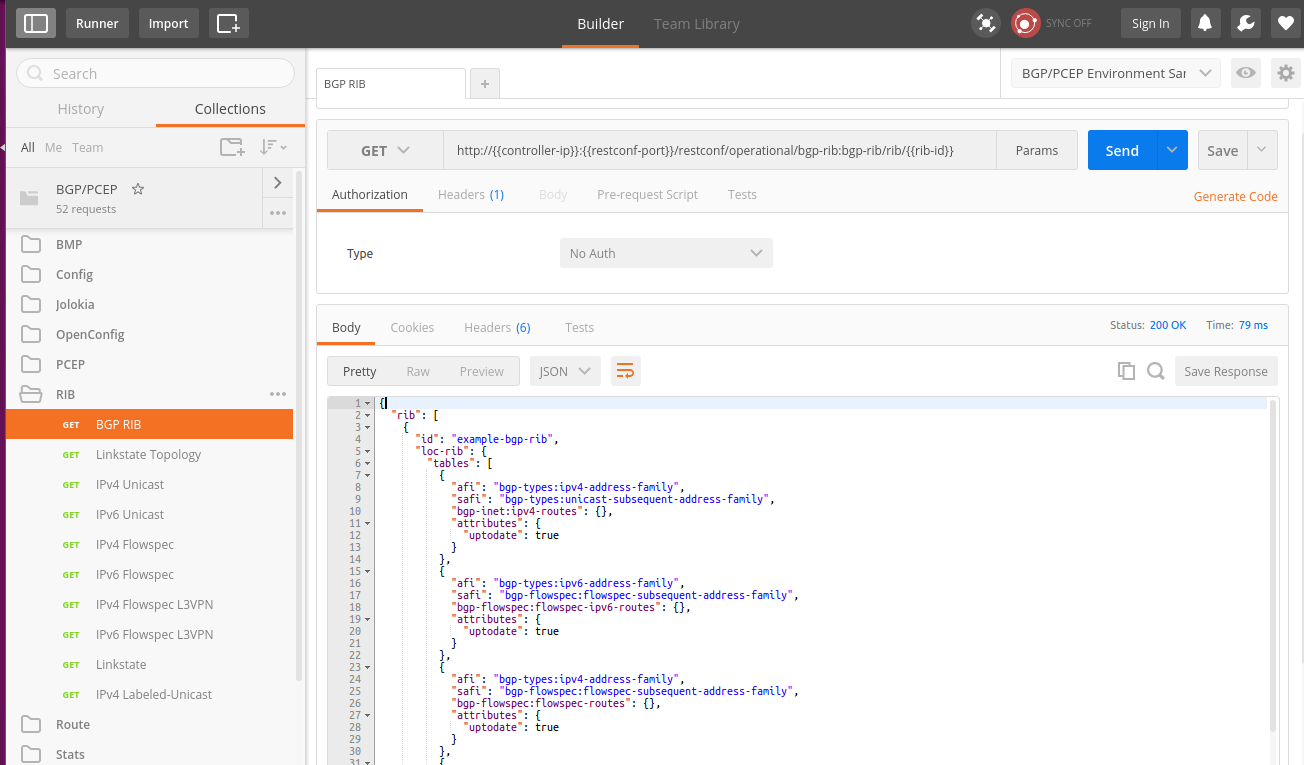 Runner Import Builder Team Library SYNC OFF Sign In
Search
History Collections
All Me Team
BGP/PCEP
52 requests
BMP
Config
Jolokia
OpenConfig
PCEP
RIB
GET BGP RIB
GET Linkstate Topology
GET IPv4 Unicast
GET IPv6 Unicast
GET IPv4 Flowspec
GET IPv6 Flowspec
GET IPv4 Flowspec L3VPN
GET IPv6 Flowspec L3VPN
GET Linkstate
GET IPv4 Labeled-Unicast
Route
Stats
BGP RIB +
BGP/PCEP Environment Sar
GET http://{{controller-ip}}:{{restconf-port}}/restconf/operational/bgp-rib:bgp-rib/rib/{{rib-id}} Params Send Save
Authorization Headers (1) Body Pre-request Script Tests Generate Code
Type No Auth
Body Cookies Headers (6) Tests Status: 200 OK Time: 79 ms
Pretty Raw Preview JSON Save Response
1 {
2 "rib": [
3 {
4 "id": "example-bgp-rib",
5 "loc-rib": {
6 "tables": [
7 {
8 "afi": "bgp-types:ipv4-address-family",
9 "safi": "bgp-types:unicast-subsequent-address-family",
10 "bgp-inet:ipv4-routes": {},
11 "attributes": {
12 "uptodate": true
13 }
14 },
15 {
16 "afi": "bgp-types:ipv6-address-family",
17 "safi": "bgp-flowspec:flowspec-subsequent-address-family",
18 "bgp-flowspec:flowspec-ipv6-routes": {},
19 "attributes": {
20 "uptodate": true
21 }
22 },
23 {
24 "afi": "bgp-types:ipv4-address-family",
25 "safi": "bgp-flowspec:flowspec-subsequent-address-family",
26 "bgp-flowspec:flowspec-routes": {},
27 "attributes": {
28 "uptodate": true
29 }
30 },
31 {